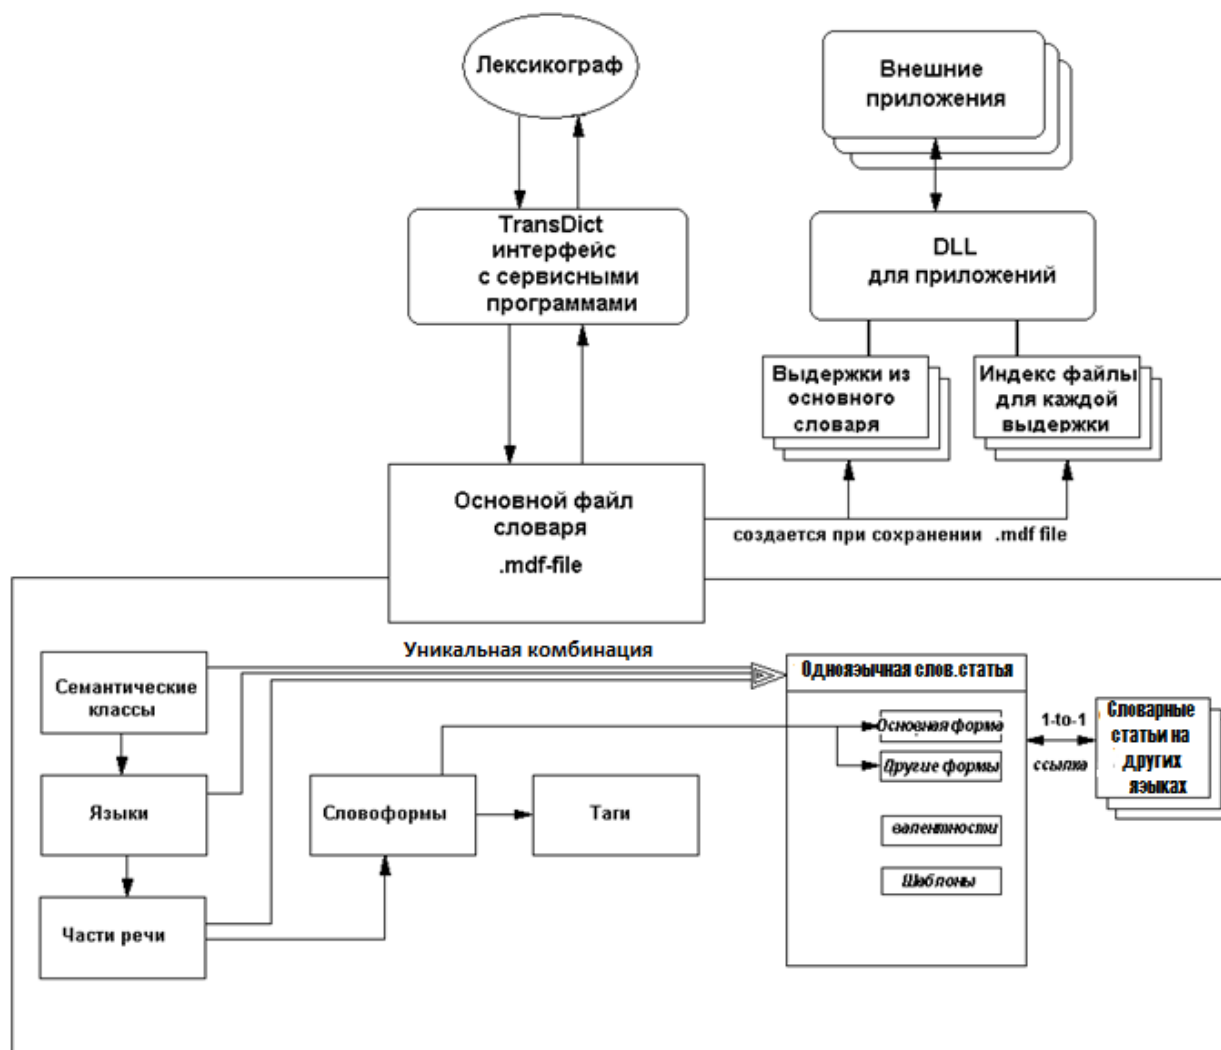 Лексикограф
Внешние
приложения
TransDict
интерфейс
с сервисными
программами
DLL
для приложений
Выдержки из
основного
словаря
Индекс файлы
для каждой
выдержки
Основной файл
словаря
.mdf-file
создается при сохранении .mdf file
Уникальная комбинация
Семантические
классы
Языки
Части речи
Словоформы
Таги
Одноязычная слов.статья
Основная форма
Другие формы
валентности
Шаблоны
1-to-1
ссылка
Словарные
статьи на
других
языках